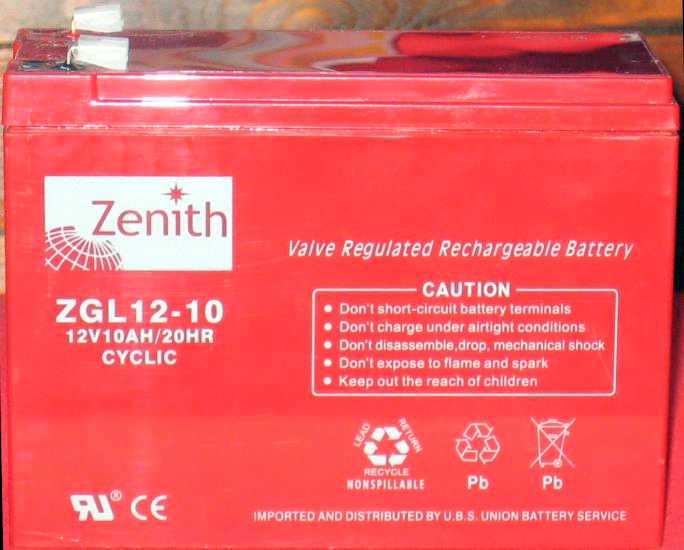 Zenith
Valve Regulated Rechargeable Battery
ZGL12-10
12V10AH/20HR
CYCLIC
CAUTION
● Don't short-circuit battery terminals
● Don't charge under airtight conditions
● Don't disassemble,drop, mechanical shock
● Don't expose to flame and spark
● Keep out the reach of children
LEAD RETURN
RECYCLE
NONSPILLABLE
Pb
Pb
RU® CE
IMPORTED AND DISTRIBUTED BY U.B.S. UNION BATTERY SERVICE